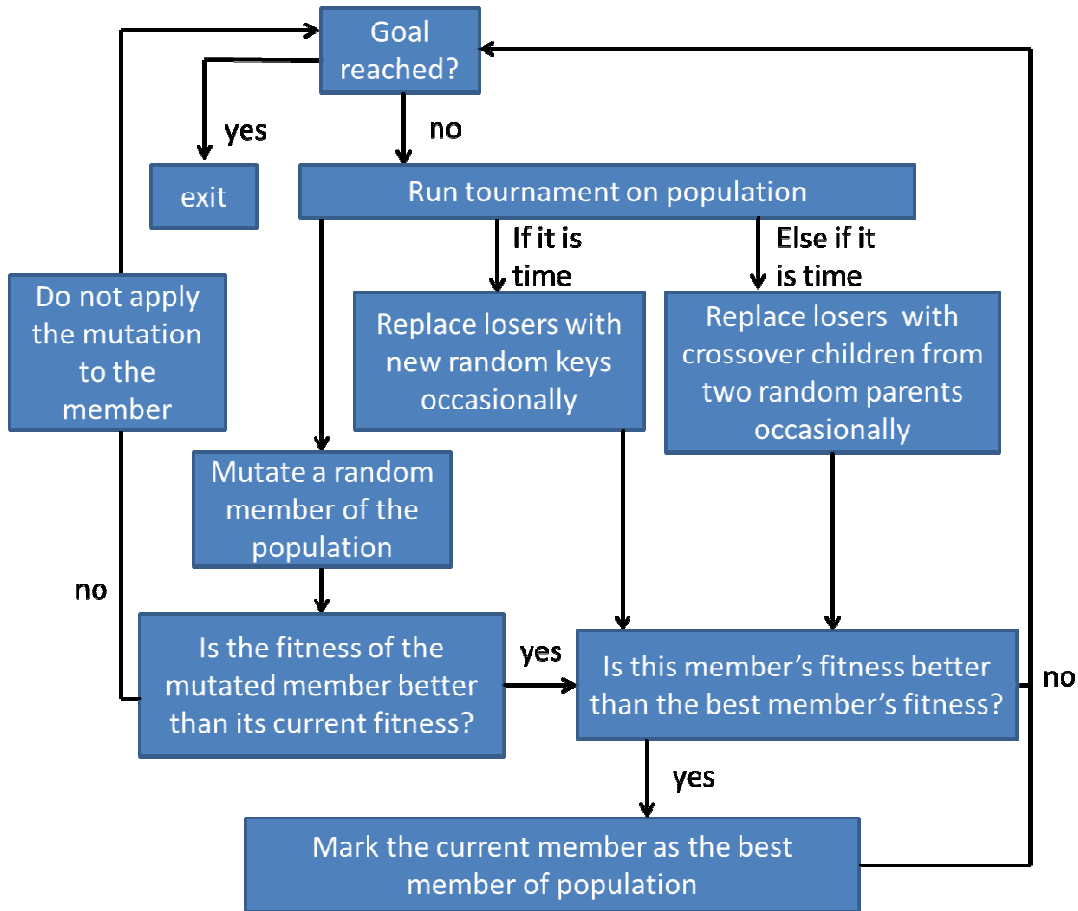 Goal
reached?
yes
no
exit
Run tournament on population
If it is
time
Else if it
is time
Do not apply
the mutation
to the
member
Replace losers with
new random keys
occasionally
Replace losers with
crossover children from
two random parents
occasionally
Mutate a random
member of the
population
no
Is the fitness of the
mutated member better
than its current fitness?
yes
Is this member's fitness better
than the best member's fitness?
no
yes
Mark the current member as the best
member of population